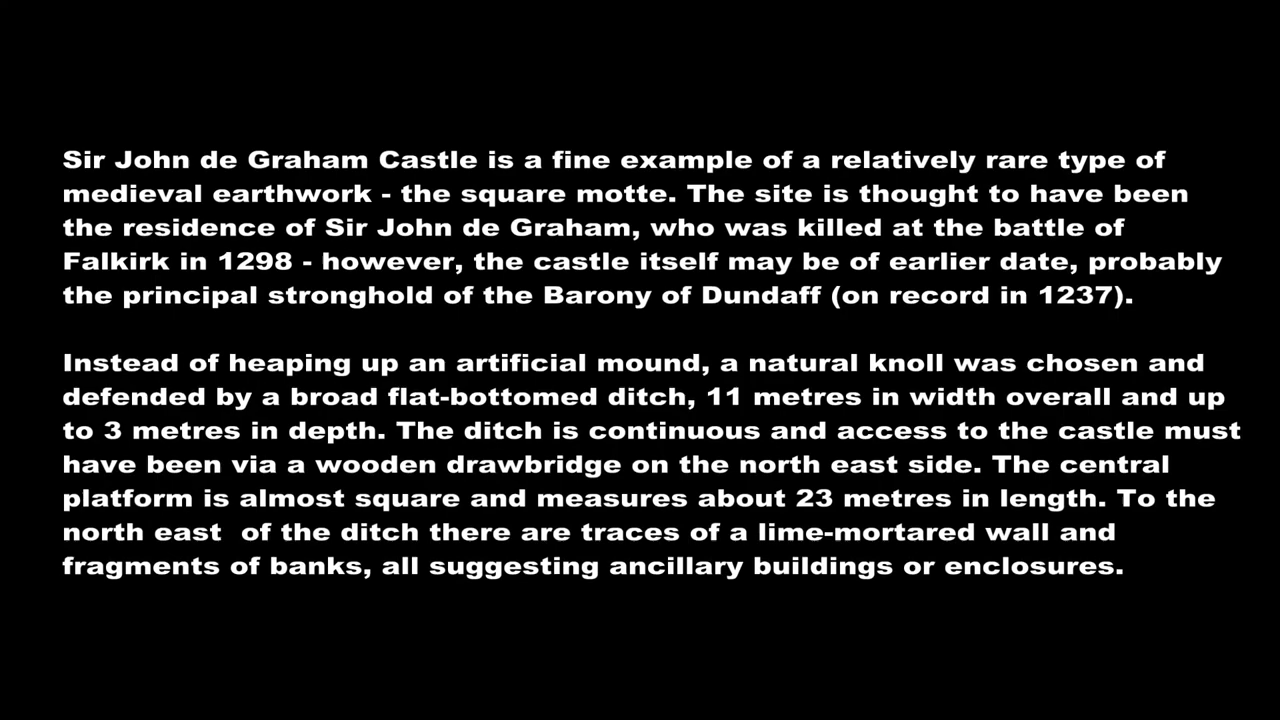 Sir John de Graham Castle is a fine example of a relatively rare type of
medieval earthwork - the square motte. The site is thought to have been
the residence of Sir John de Graham, who was killed at the battle of
Falkirk in 1298 - however, the castle itself may be of earlier date, probably
the principal stronghold of the Barony of Dundaff (on record in 1237).
Instead of heaping up an artificial mound, a natural knoll was chosen and
defended by a broad flat-bottomed ditch, 11 metres in width overall and up
to 3 metres in depth. The ditch is continuous and access to the castle must
have been via a wooden drawbridge on the north east side. The central
platform is almost square and measures about 23 metres in length. To the
north east  of the ditch there are traces of a lime-mortared wall and
fragments of banks, all suggesting ancillary buildings or enclosures.